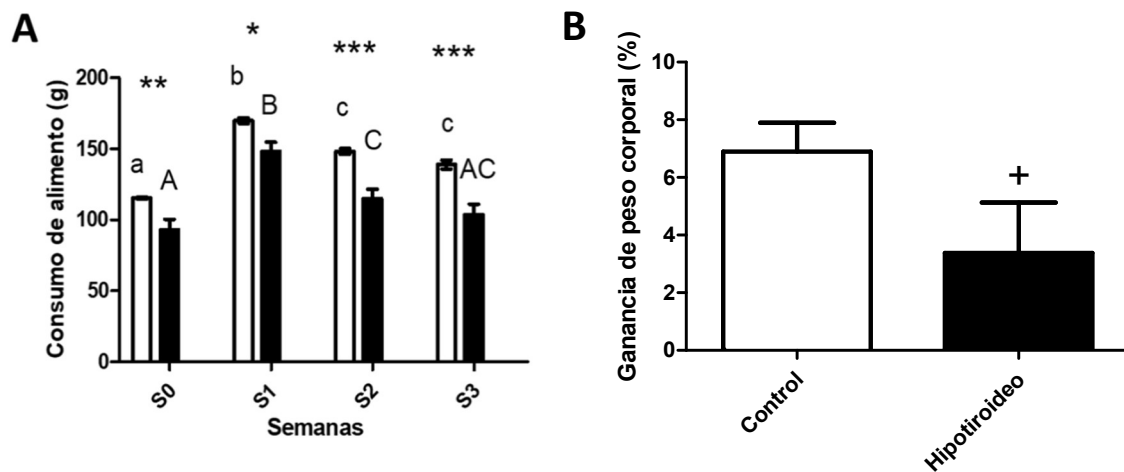 A
Consumo de alimento (g)
200
150
100
50
0
** * *** ***
a A b B c C c AC
S0 S1 S2 S3
Semanas
B
Ganancia de peso corporal (%)
10
8
6
4
2
0
+
Control Hipotiroideo